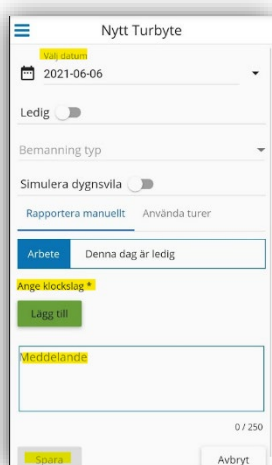 Nytt Turbyte
Välj datum
2021-06-06
Ledig
Bemanning typ
Simulera dygnsvila
Rapportera manuellt Använda turer
Arbete Denna dag är ledig
Ange klockslag *
Lägg till
Meddelande
0 / 250
Spara Avbryt